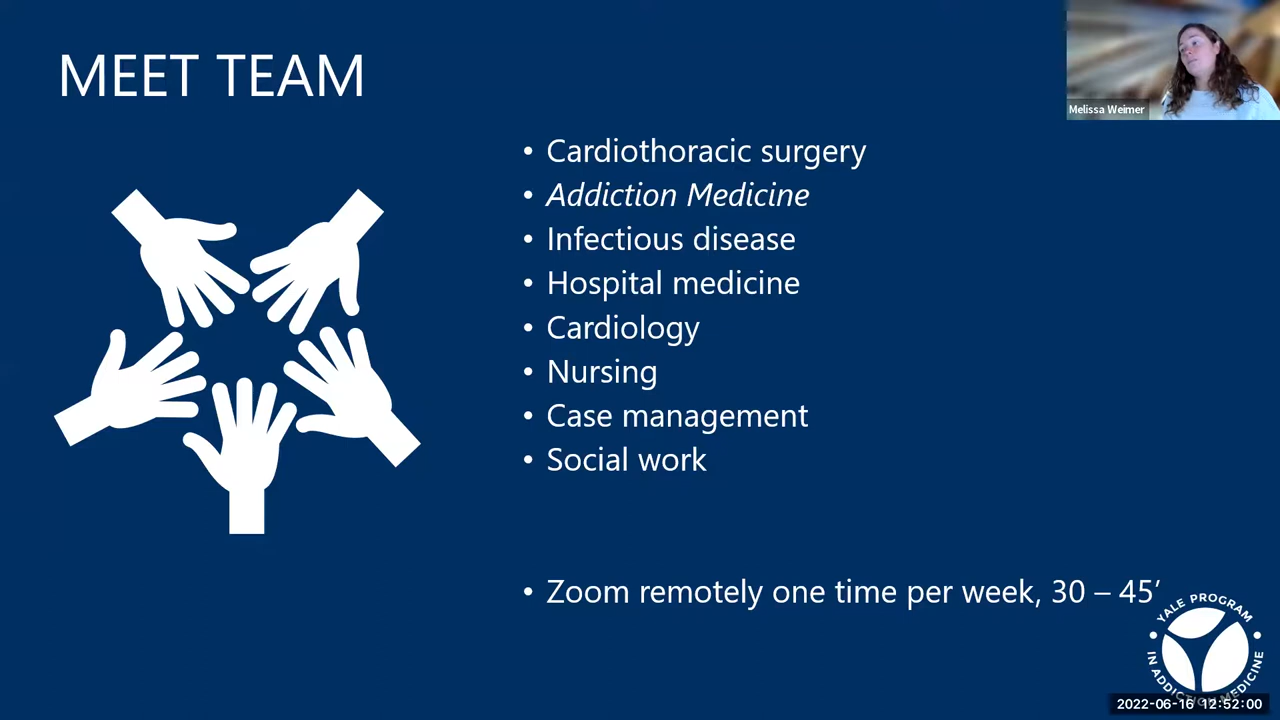 MEET TEAM
Melissa Weimer
• Cardiothoracic surgery
• Addiction Medicine
• Infectious disease
• Hospital medicine
• Cardiology
• Nursing
• Case management
• Social work
• Zoom remotely one time per week, 30 – 45’
YALE PROGRAM
IN ADDICTION MEDICINE
2022-06-16 12:52:00